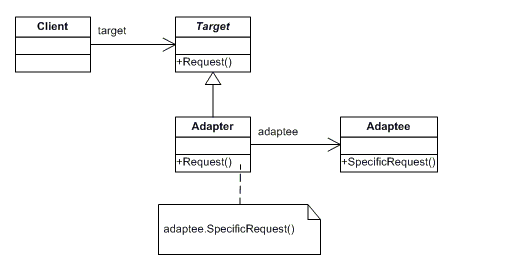 Client
target
Target
+Request()
Adapter
adaptee
Adaptee
+Request()
+SpecificRequest()
adaptee.SpecificRequest()